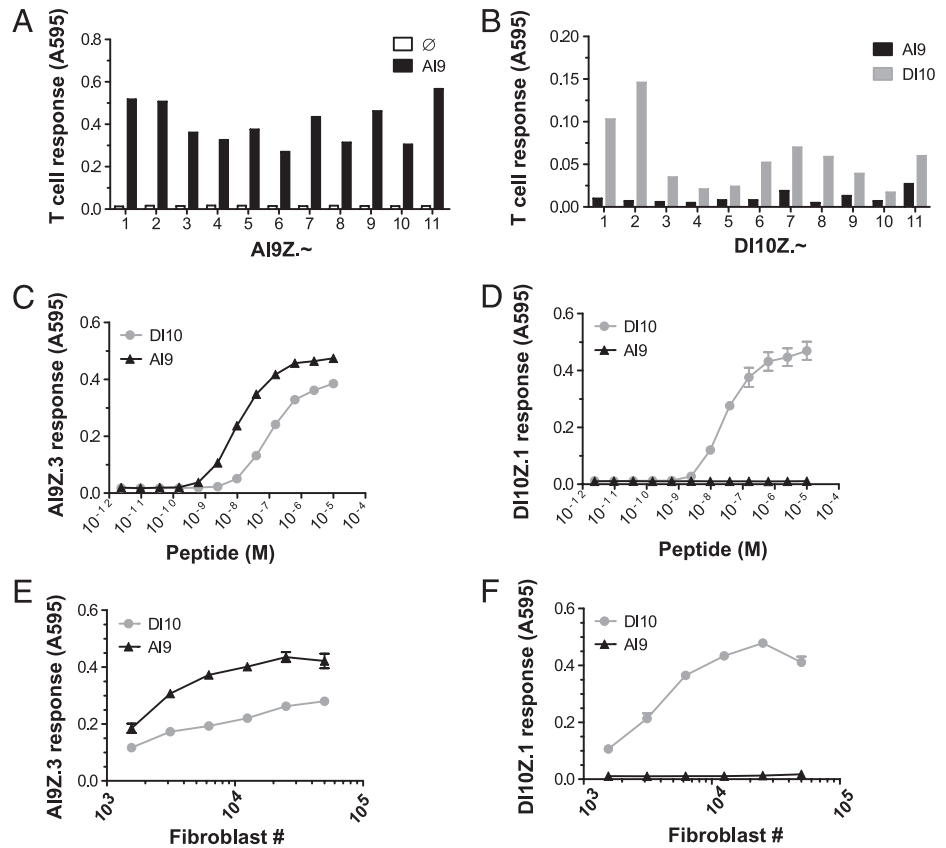 A
T cell response (A595)
0.8
0.6
0.4
0.2
0.0
∅
AI9
1 2 3 4 5 6 7 8 9 10 11
AI9Z.~
B
T cell response (A595)
0.20
0.15
0.10
0.05
0.00
AI9
DI10
1 2 3 4 5 6 7 8 9 10 11
DI10Z.~
C
AI9Z.3 response (A595)
0.6
0.4
0.2
0.0
DI10
AI9
10-12 10-11 10-10 10-9 10-8 10-7 10-6 10-5 10-4
Peptide (M)
D
DI10Z.1 response (A595)
0.6
0.4
0.2
0.0
DI10
AI9
10-12 10-11 10-10 10-9 10-8 10-7 10-6 10-5 10-4
Peptide (M)
E
AI9Z.3 response (A595)
0.6
0.4
0.2
0.0
DI10
AI9
10³ 10⁴ 10⁵
Fibroblast #
F
DI10Z.1 response (A595)
0.6
0.4
0.2
0.0
DI10
AI9
10³ 10⁴ 10⁵
Fibroblast #